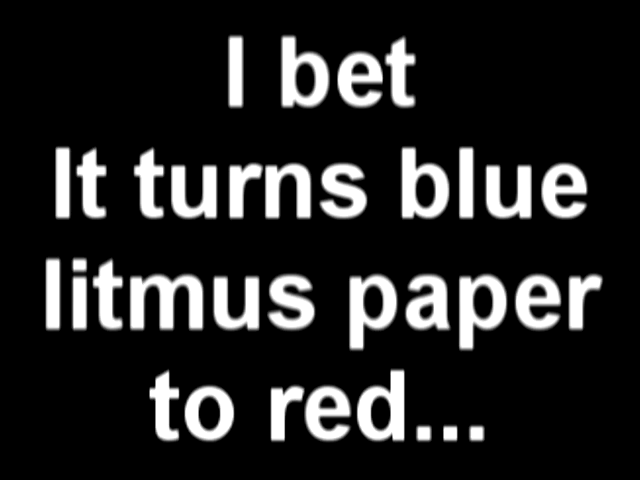 I bet
It turns blue
litmus paper
to red...